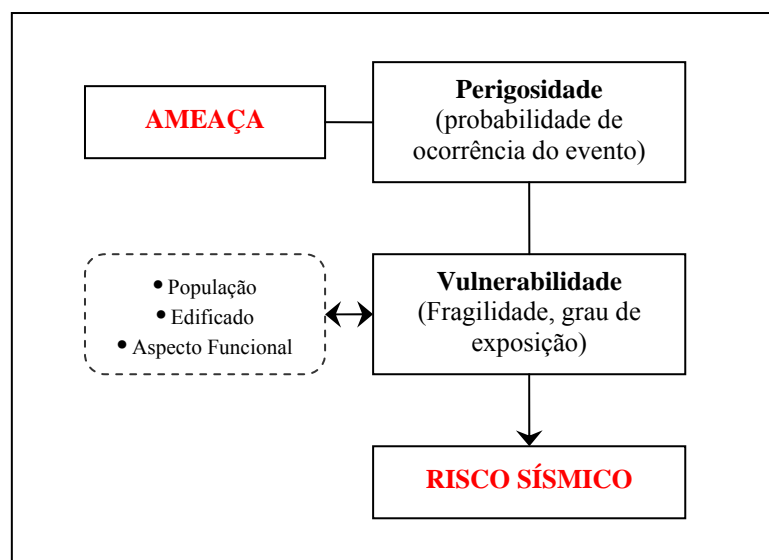 AMEAÇA
Perigosidade
(probabilidade de
ocorrência do evento)
• População
• Edificado
• Aspecto Funcional
Vulnerabilidade
(Fragilidade, grau de
exposição)
RISCO SÍSMICO